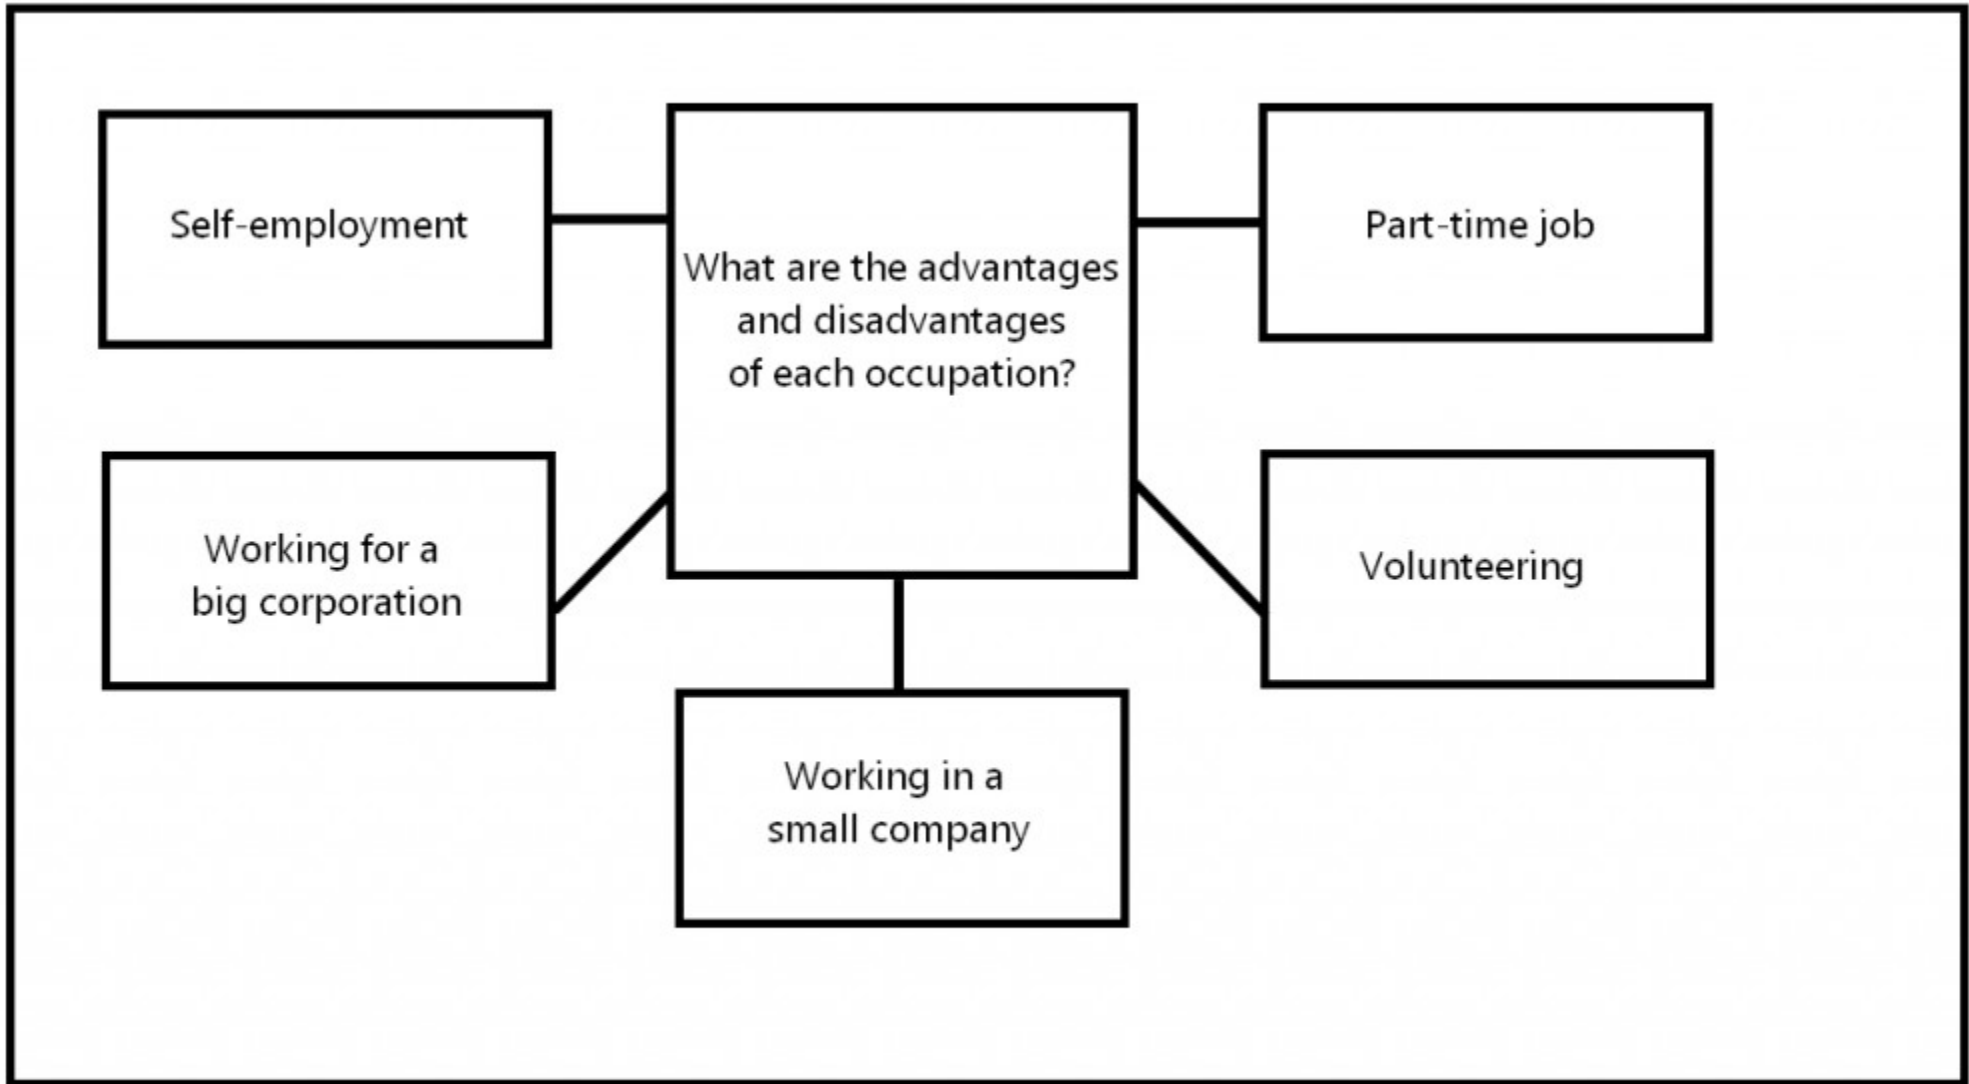 Self-employment
What are the advantages
and disadvantages
of each occupation?
Part-time job
Working for a
big corporation
Volunteering
Working in a
small company